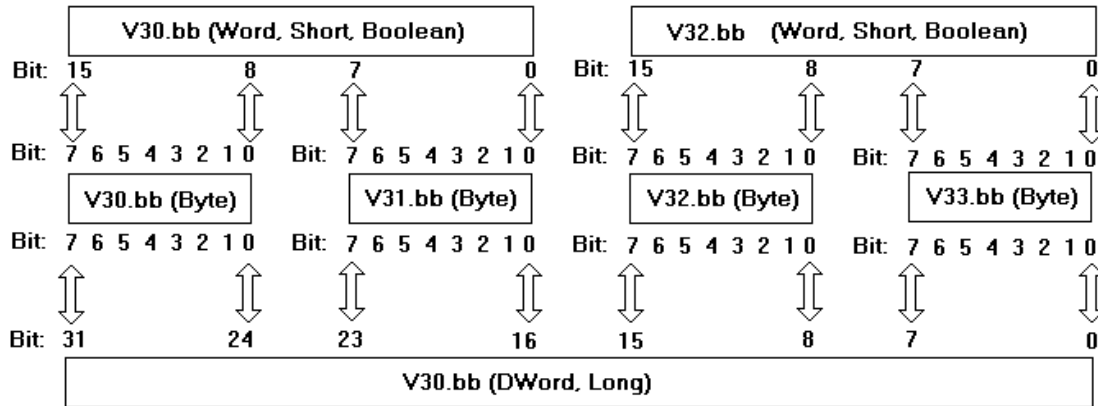 V30.bb (Word, Short, Boolean) V32.bb (Word, Short, Boolean)
Bit: 15 8 7 0 Bit: 15 8 7 0
Bit: 7 6 5 4 3 2 1 0 Bit: 7 6 5 4 3 2 1 0 Bit: 7 6 5 4 3 2 1 0 Bit: 7 6 5 4 3 2 1 0
V30.bb (Byte) V31.bb (Byte) V32.bb (Byte) V33.bb (Byte)
Bit: 7 6 5 4 3 2 1 0 Bit: 7 6 5 4 3 2 1 0 Bit: 7 6 5 4 3 2 1 0 Bit: 7 6 5 4 3 2 1 0
Bit: 31 24 23 16 15 8 7 0
V30.bb (DWord, Long)